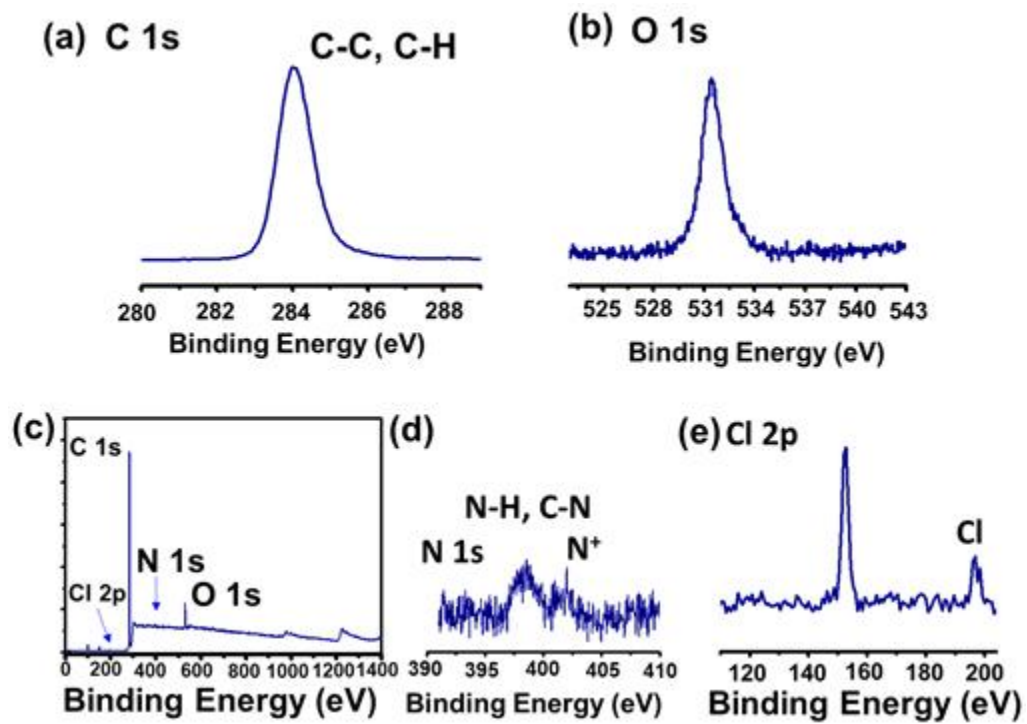 (a) C 1s
C-C, C-H
280 282 284 286 288
Binding Energy (eV)
(b) O 1s
525 528 531 534 537 540 543
Binding Energy (eV)
(c)
C 1s
N 1s
Cl 2p
O 1s
0 200 400 600 800 1000 1200 1400
Binding Energy (eV)
(d)
N-H, C-N
N 1s
N⁺
390 395 400 405 410
Binding Energy (eV)
(e) Cl 2p
Cl
120 140 160 180 200
Binding Energy (eV)